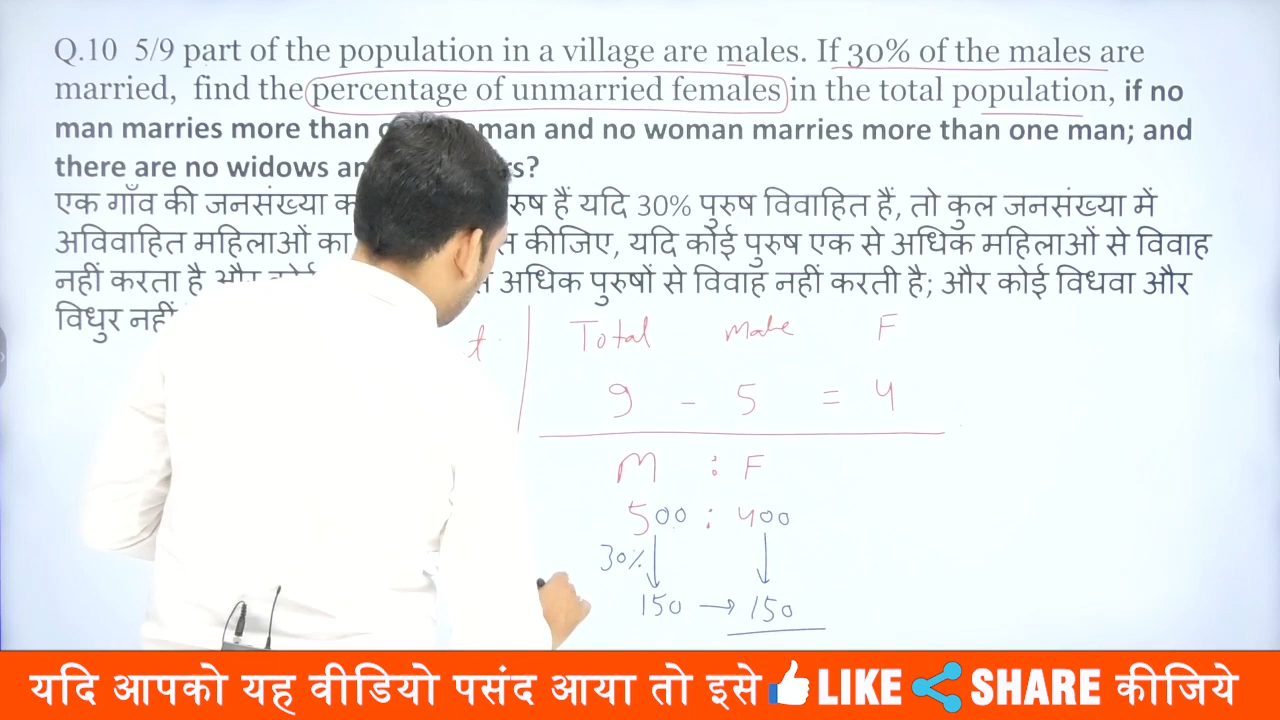 Q.10 5/9 part of the population in a village are males. If 30% of the males are
married, find the percentage of unmarried females in the total population, if no
man marries more than woman and no woman marries more than one man; and
there are no widows
एक गाँव की जनसंख्या हैं यदि 30% पुरुष विवाहित हैं, तो कुल जनसंख्या में
अविवाहित महिलाओं का कीजिए, यदि कोई पुरुष एक से अधिक महिलाओं से विवाह
नहीं करता है अधिक पुरुषों से विवाह नहीं करती है; और कोई विधवा और
विधुर नहीं
Total Male F
9 - 5 = 4
M : F
500 : 400
30%
150 → 150
यदि आपको यह वीडियो पसंद आया तो इसे LIKE SHARE कीजिये